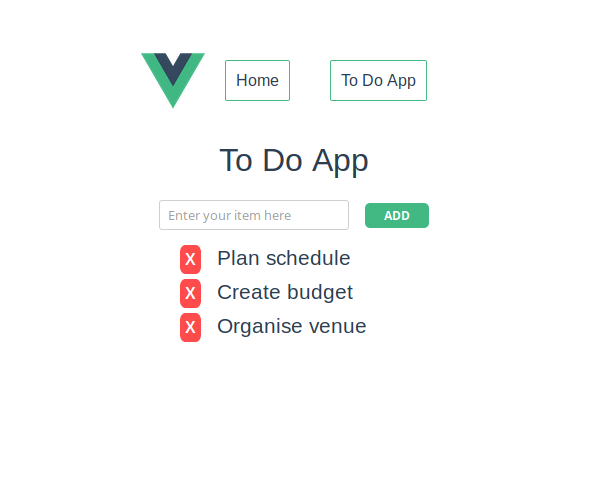 Home To Do App
To Do App
Enter your item here ADD
X Plan schedule
X Create budget
X Organise venue